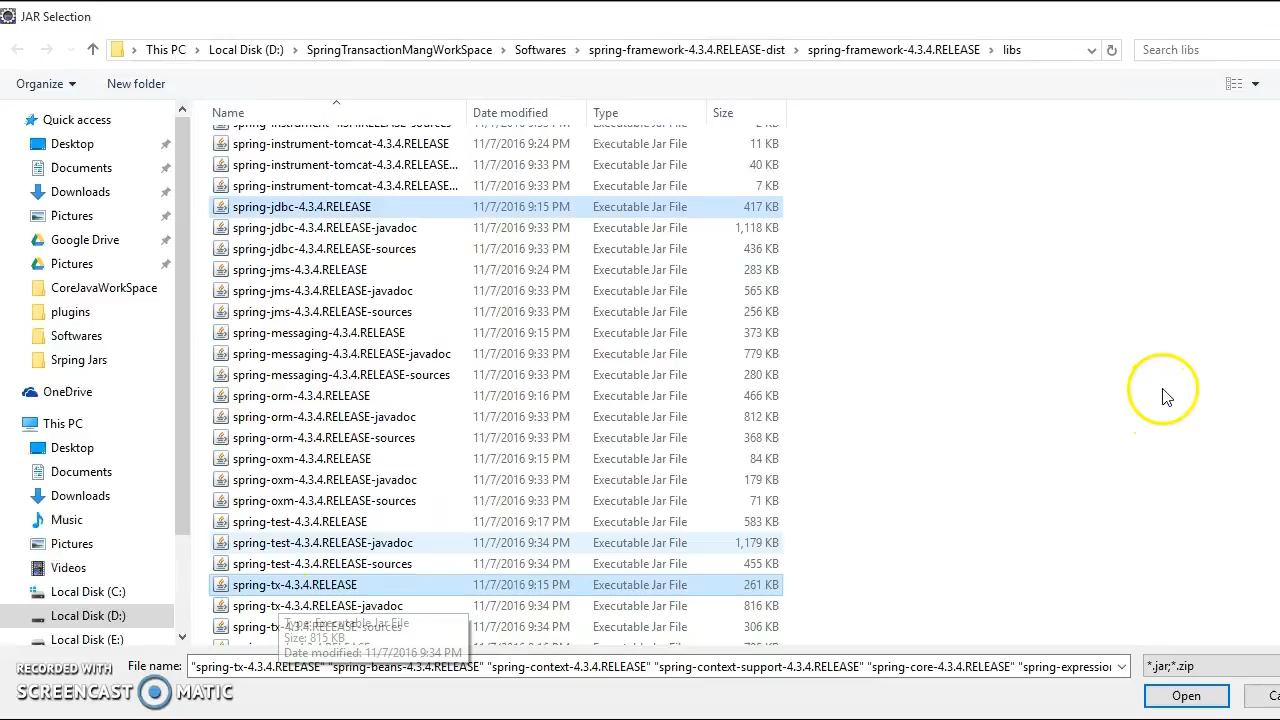 JAR Selection
This PC > Local Disk (D:) > SpringTransactionMangWorkSpace > Softwares > spring-framework-4.3.4.RELEASE-dist > spring-framework-4.3.4.RELEASE > libs
Search libs
Organize
New folder
Quick access
Desktop
Documents
Downloads
Pictures
Google Drive
Pictures
CoreJavaWorkSpace
plugins
Softwares
Srping Jars
OneDrive
This PC
Desktop
Documents
Downloads
Music
Pictures
Videos
Local Disk (C:)
Local Disk (D:)
Local Disk (E:)
Name Date modified Type Size
spring-instrument-tomcat-4.3.4.RELEASE 11/7/2016 9:24 PM Executable Jar File 11 KB
spring-instrument-tomcat-4.3.4.RELEASE... 11/7/2016 9:33 PM Executable Jar File 40 KB
spring-instrument-tomcat-4.3.4.RELEASE... 11/7/2016 9:33 PM Executable Jar File 7 KB
spring-jdbc-4.3.4.RELEASE 11/7/2016 9:15 PM Executable Jar File 417 KB
spring-jdbc-4.3.4.RELEASE-javadoc 11/7/2016 9:33 PM Executable Jar File 1,118 KB
spring-jdbc-4.3.4.RELEASE-sources 11/7/2016 9:33 PM Executable Jar File 436 KB
spring-jms-4.3.4.RELEASE 11/7/2016 9:24 PM Executable Jar File 283 KB
spring-jms-4.3.4.RELEASE-javadoc 11/7/2016 9:33 PM Executable Jar File 565 KB
spring-jms-4.3.4.RELEASE-sources 11/7/2016 9:33 PM Executable Jar File 256 KB
spring-messaging-4.3.4.RELEASE 11/7/2016 9:15 PM Executable Jar File 373 KB
spring-messaging-4.3.4.RELEASE-javadoc 11/7/2016 9:33 PM Executable Jar File 779 KB
spring-messaging-4.3.4.RELEASE-sources 11/7/2016 9:33 PM Executable Jar File 280 KB
spring-orm-4.3.4.RELEASE 11/7/2016 9:16 PM Executable Jar File 466 KB
spring-orm-4.3.4.RELEASE-javadoc 11/7/2016 9:33 PM Executable Jar File 812 KB
spring-orm-4.3.4.RELEASE-sources 11/7/2016 9:33 PM Executable Jar File 368 KB
spring-oxm-4.3.4.RELEASE 11/7/2016 9:15 PM Executable Jar File 84 KB
spring-oxm-4.3.4.RELEASE-javadoc 11/7/2016 9:33 PM Executable Jar File 179 KB
spring-oxm-4.3.4.RELEASE-sources 11/7/2016 9:33 PM Executable Jar File 71 KB
spring-test-4.3.4.RELEASE 11/7/2016 9:17 PM Executable Jar File 583 KB
spring-test-4.3.4.RELEASE-javadoc 11/7/2016 9:34 PM Executable Jar File 1,179 KB
spring-test-4.3.4.RELEASE-sources 11/7/2016 9:34 PM Executable Jar File 455 KB
spring-tx-4.3.4.RELEASE 11/7/2016 9:15 PM Executable Jar File 261 KB
spring-tx-4.3.4.RELEASE-javadoc 11/7/2016 9:34 PM Executable Jar File 816 KB
spring-tx-4.3.4.RELEASE-sources 11/7/2016 9:34 PM Executable Jar File 306 KB
Type: Executable Jar File
Size: 815 KB
Date modified: 11/7/2016 9:34 PM
File name: "spring-tx-4.3.4.RELEASE" "spring-beans-4.3.4.RELEASE" "spring-context-4.3.4.RELEASE" "spring-context-support-4.3.4.RELEASE" "spring-core-4.3.4.RELEASE" "spring-expression
*.jar;*.zip
Open
Ca
RECORDED WITH
SCREENCAST MATIC